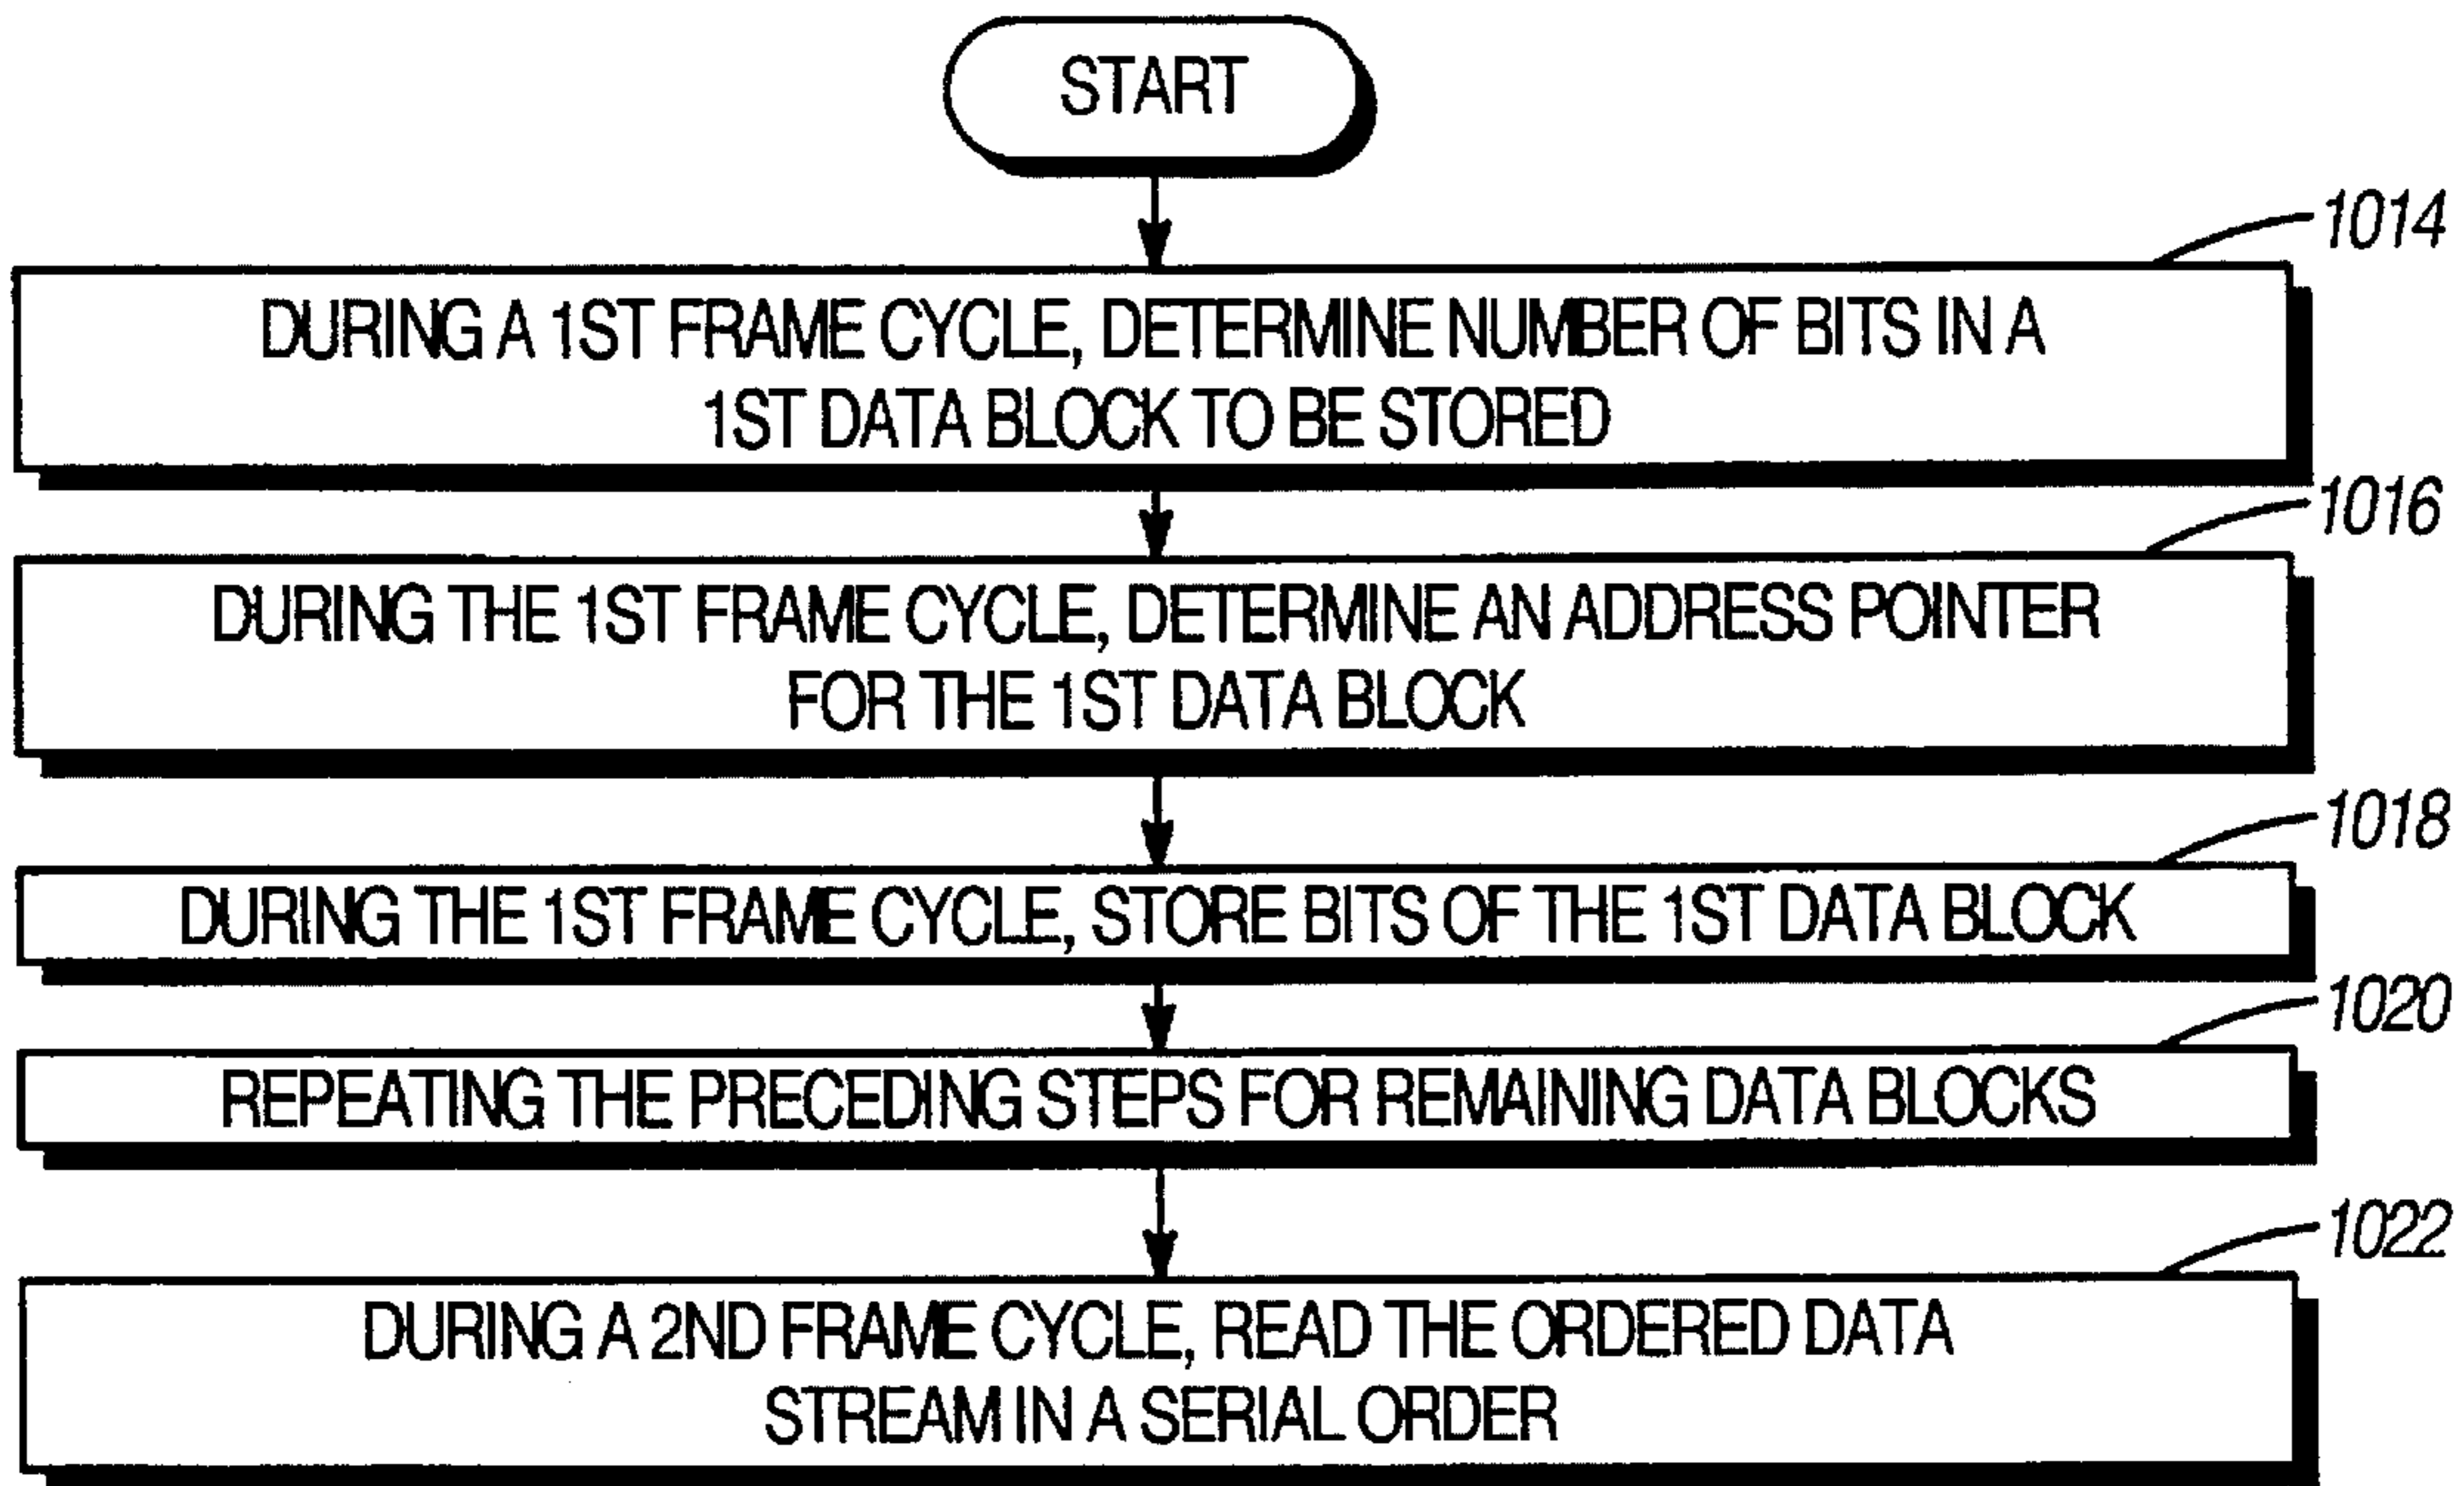 START
1014
DURING A 1ST FRAME CYCLE, DETERMINE NUMBER OF BITS IN A
1ST DATA BLOCK TO BE STORED
1016
DURING THE 1ST FRAME CYCLE, DETERMINE AN ADDRESS POINTER
FOR THE 1ST DATA BLOCK
1018
DURING THE 1ST FRAME CYCLE, STORE BITS OF THE 1ST DATA BLOCK
1020
REPEATING THE PRECEDING STEPS FOR REMAINING DATA BLOCKS
1022
DURING A 2ND FRAME CYCLE, READ THE ORDERED DATA
STREAM IN A SERIAL ORDER